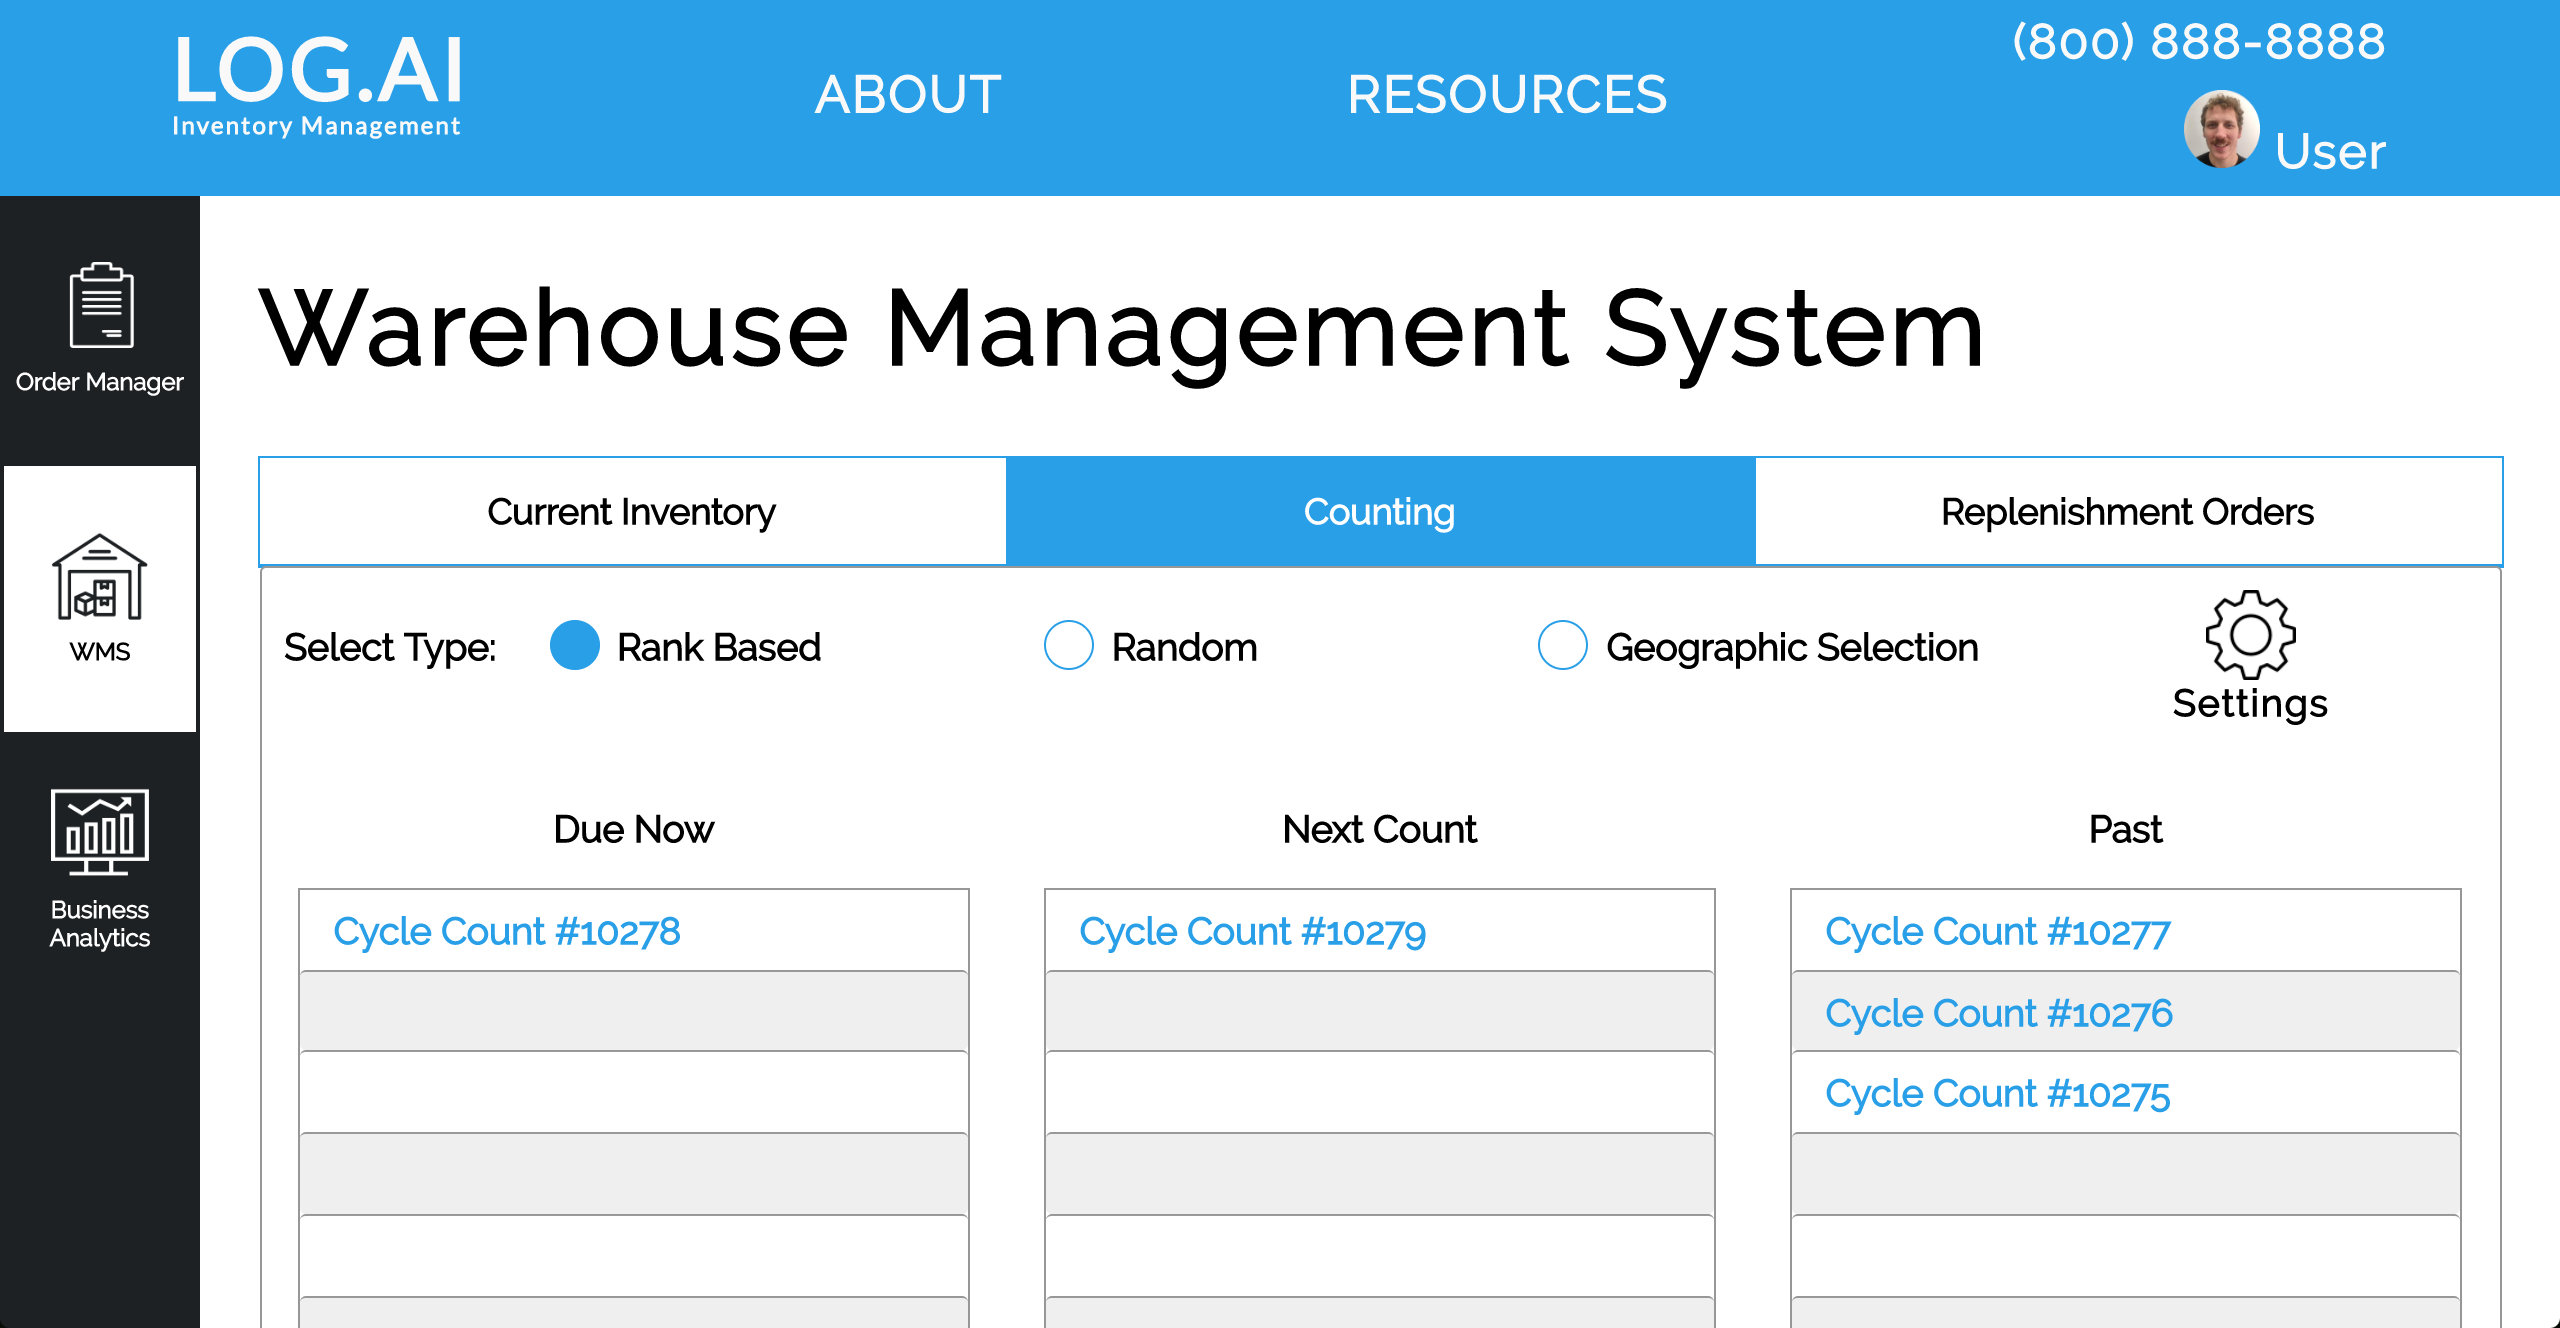 LOG.AI
Inventory Management
ABOUT
RESOURCES
(800) 888-8888
User
Order Manager
WMS
Business
Analytics
Warehouse Management System
Current Inventory
Counting
Replenishment Orders
Select Type:
Rank Based
Random
Geographic Selection
Settings
Due Now
Next Count
Past
Cycle Count #10278
Cycle Count #10279
Cycle Count #10277
Cycle Count #10276
Cycle Count #10275